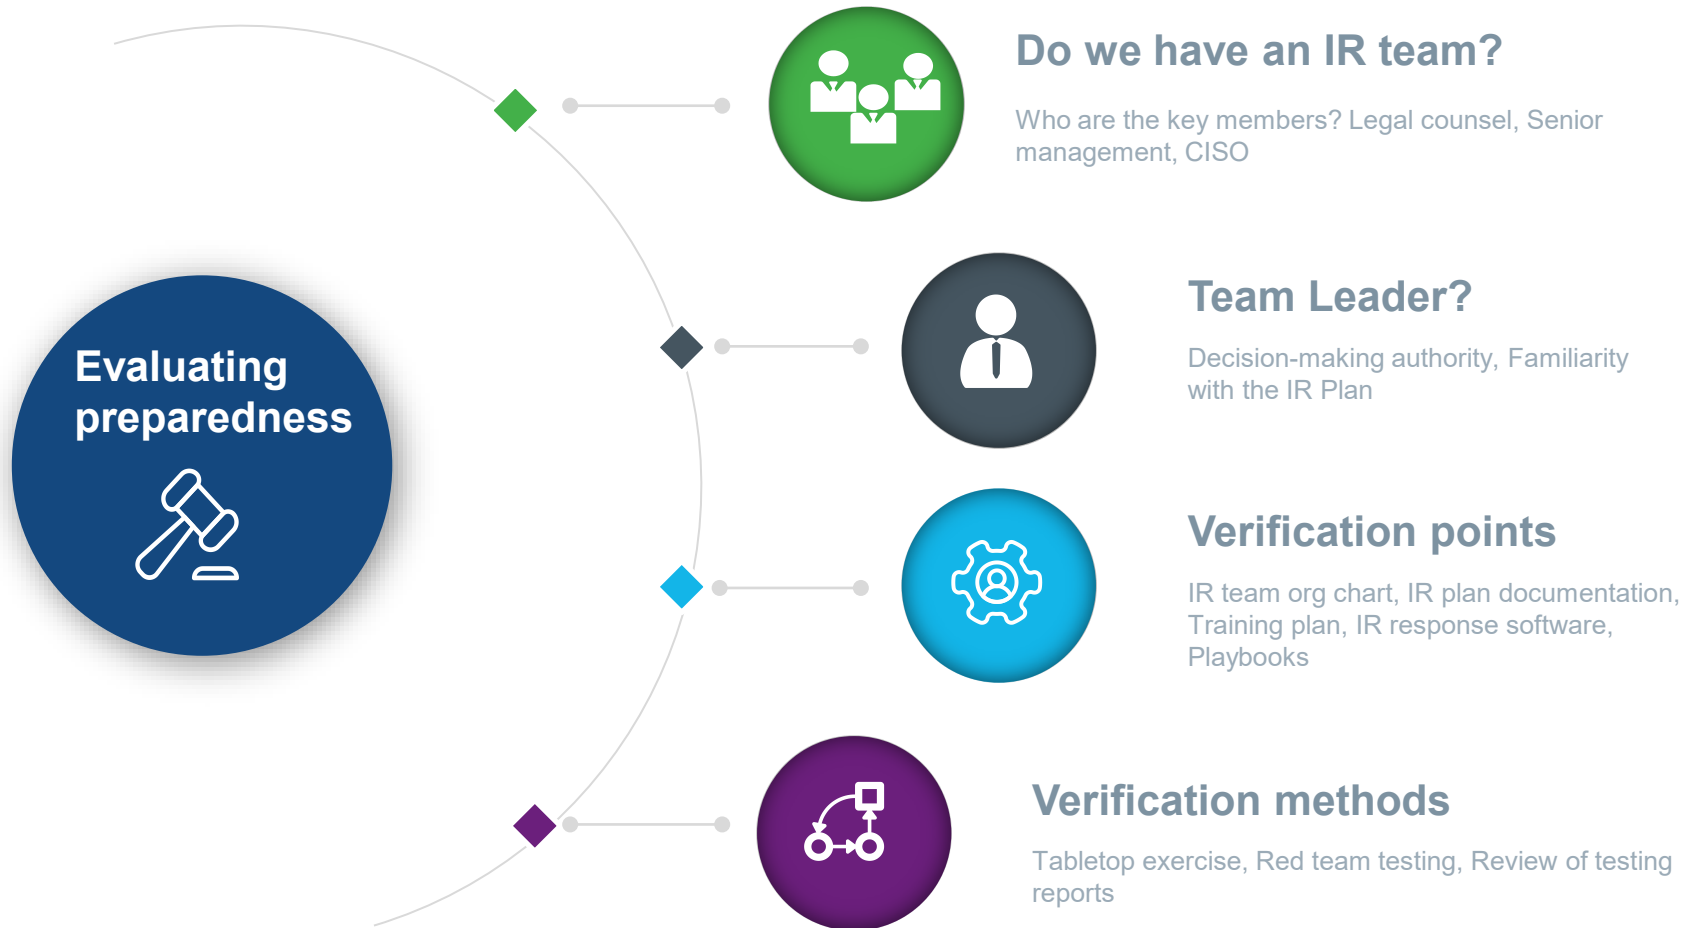 Evaluating
preparedness
Do we have an IR team?
Who are the key members? Legal counsel, Senior
management, CISO
Team Leader?
Decision-making authority, Familiarity
with the IR Plan
Verification points
IR team org chart, IR plan documentation,
Training plan, IR response software,
Playbooks
Verification methods
Tabletop exercise, Red team testing, Review of testing
reports